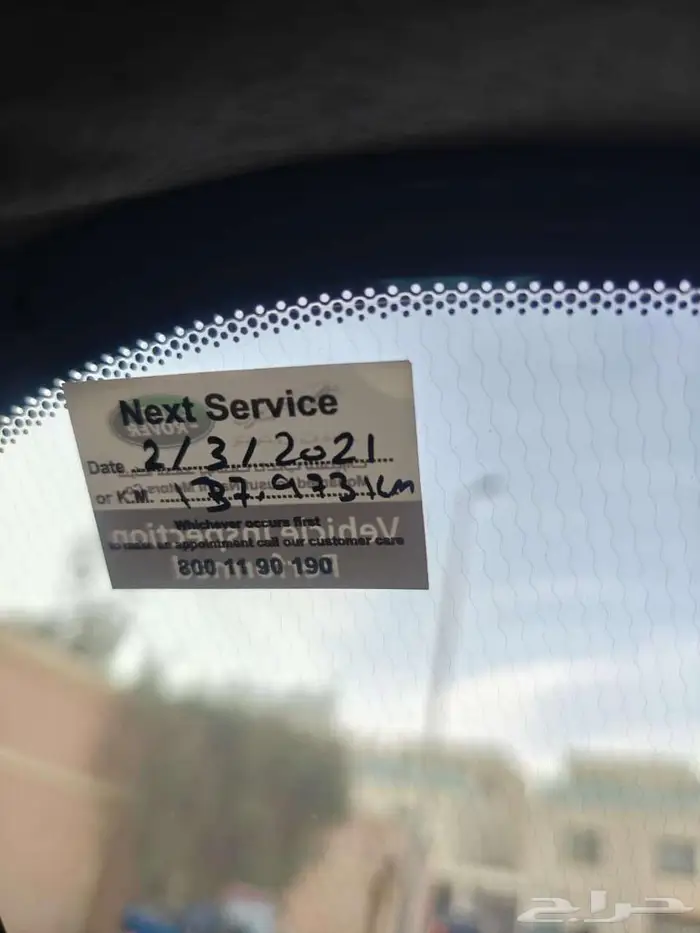 Next Service
Date 2/3/2021
or K.M. 137,973 km
Whichever occurs first
to make an appointment call our customer care
800 11 90 190
حراج